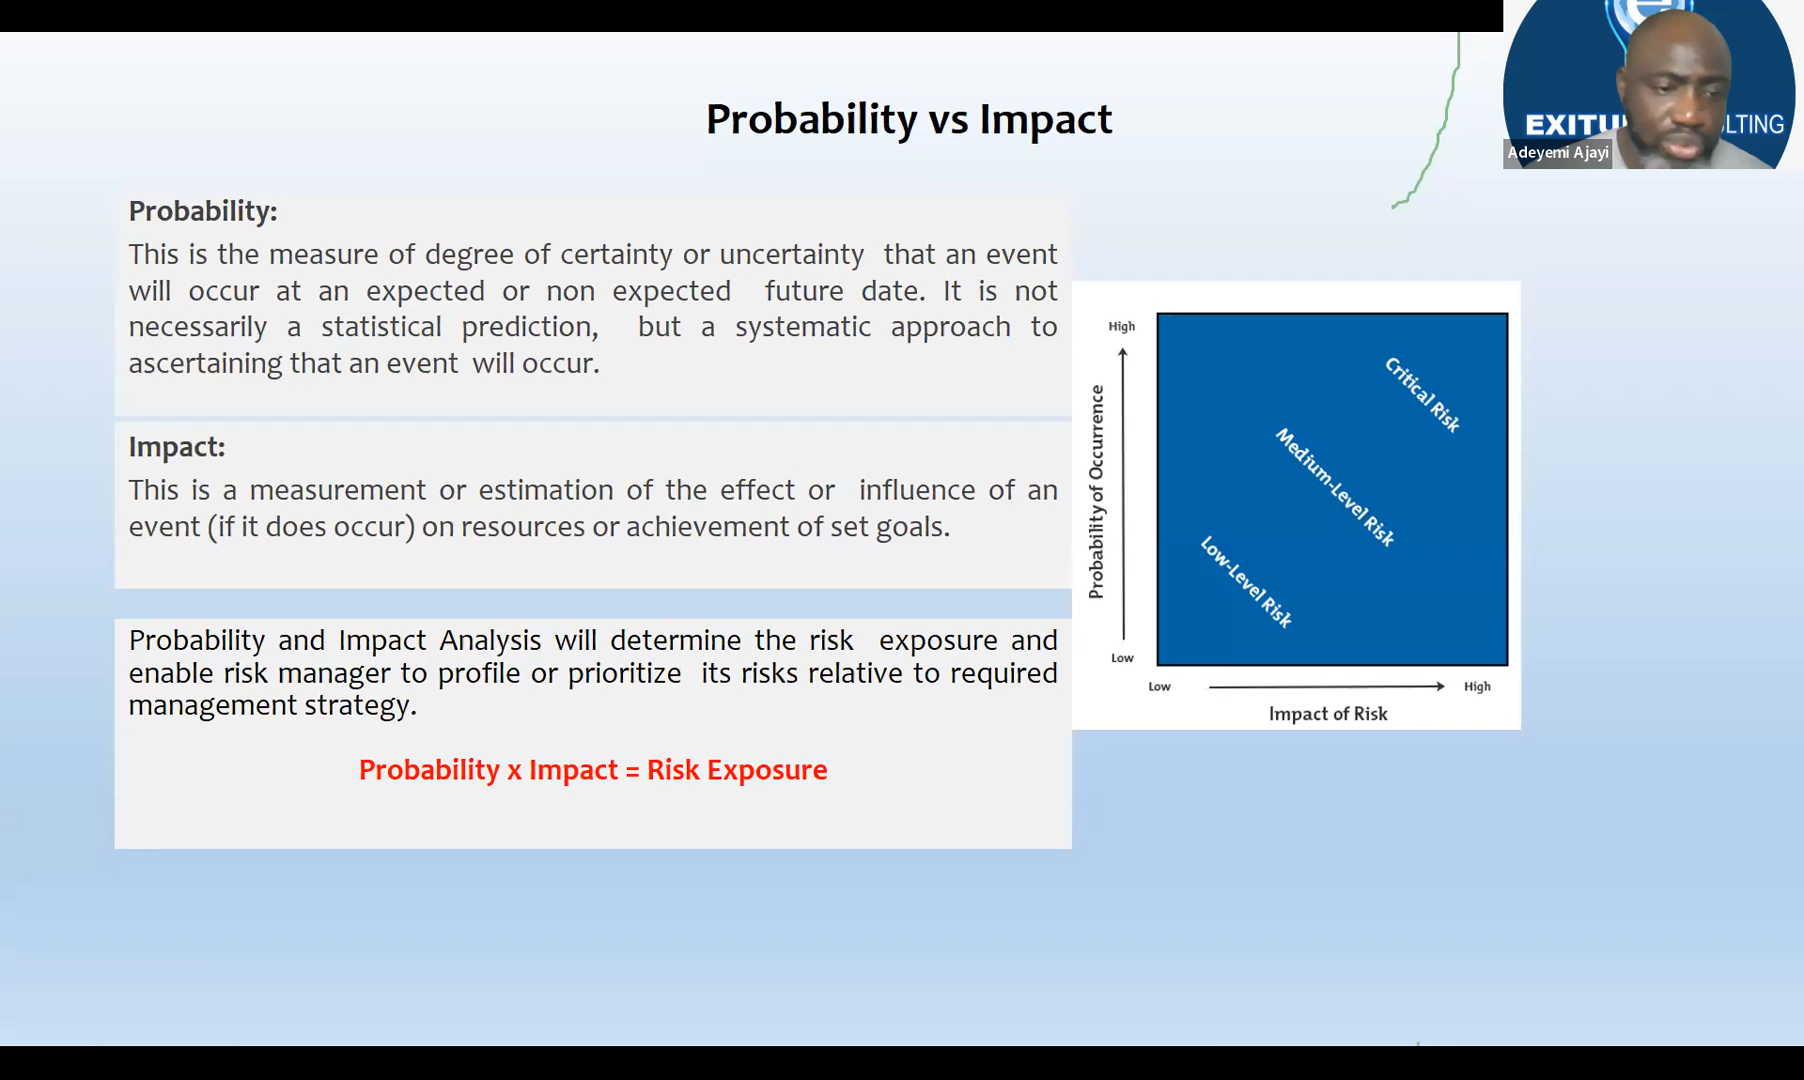 EXITU
LTING
Adeyemi Ajayi
Probability vs Impact
Probability:
This is the measure of degree of certainty or uncertainty that an event
will occur at an expected or non expected future date. It is not
necessarily a statistical prediction, but a systematic approach to
ascertaining that an event will occur.
Impact:
This is a measurement or estimation of the effect or influence of an
event (if it does occur) on resources or achievement of set goals.
Probability and Impact Analysis will determine the risk exposure and
enable risk manager to profile or prioritize its risks relative to required
management strategy.
Probability x Impact = Risk Exposure
High
Probability of Occurrence
Low
Critical Risk
Medium-Level Risk
Low-Level Risk
Low
High
Impact of Risk